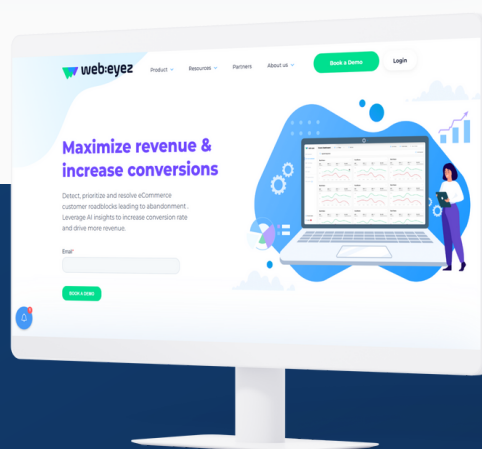 web:eyez
Product
Resources
Partners
About us
Book a Demo
Login
Maximize revenue &
increase conversions
Detect, prioritize and resolve eCommerce
customer roadblocks leading to abandonment..
Leverage AI insights to increase conversion rate
and drive more revenue.
Email*
BOOK A DEMO